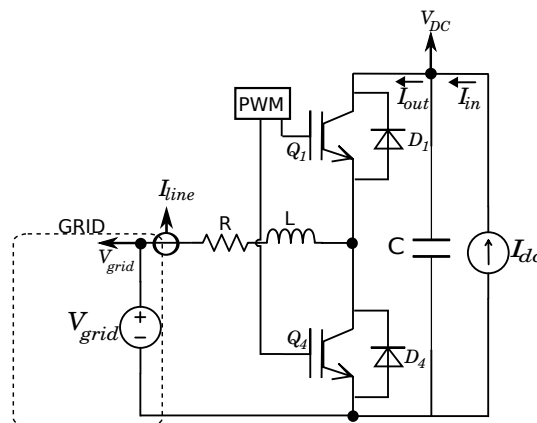 V_DC
I_out
I_in
PWM
Q_1
D_1
I_line
GRID
R
L
V_grid
C
I_dc
V_grid
+
−
Q_4
D_4